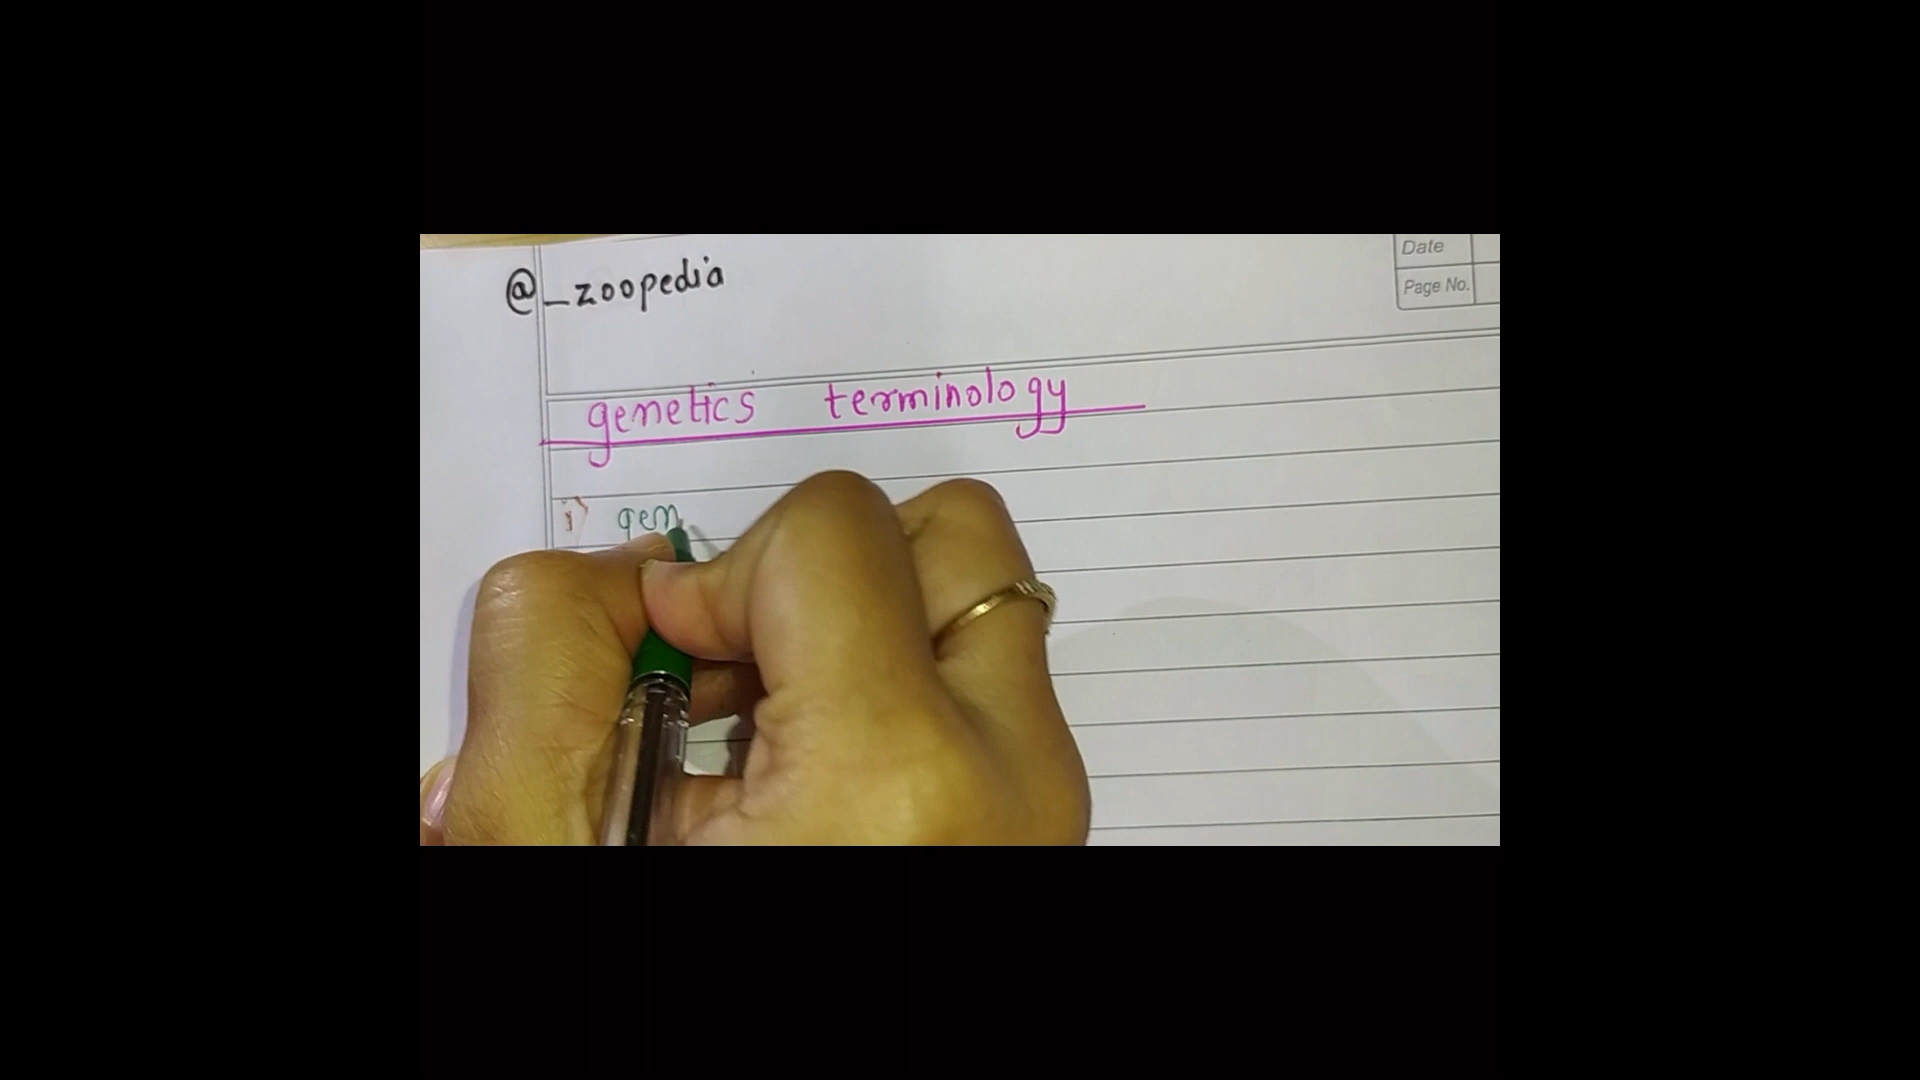 Date
@_zoopedia
Page No.
genetics terminology
i) gen